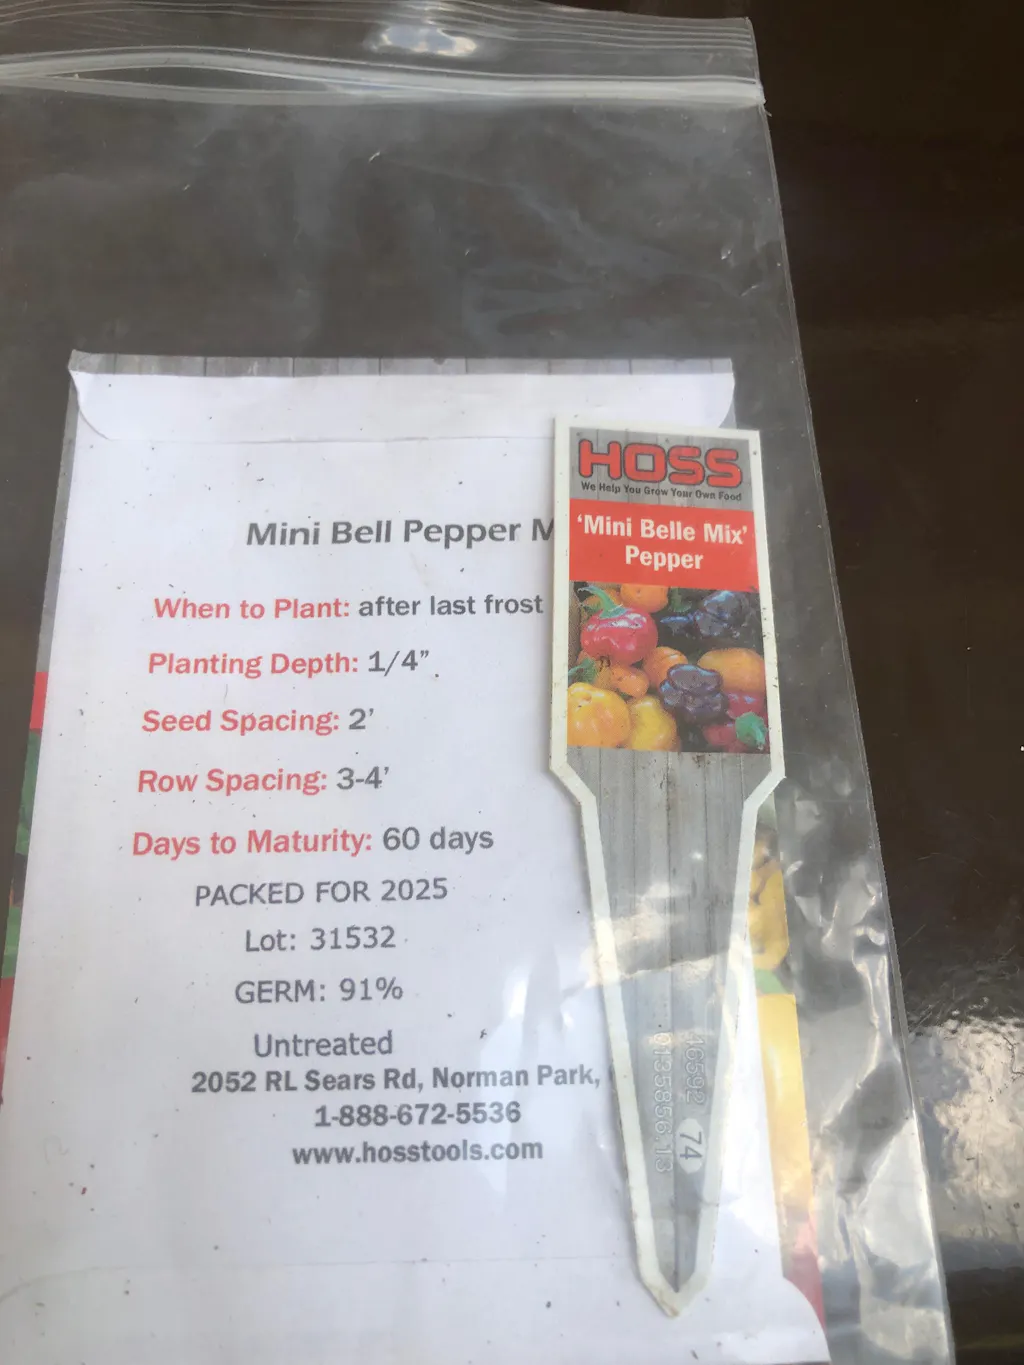 Mini Bell Pepper
When to Plant: after last frost
Planting Depth: 1/4”
Seed Spacing: 2’
Row Spacing: 3-4’
Days to Maturity: 60 days
PACKED FOR 2025
Lot: 31532
GERM: 91%
Untreated
2052 RL Sears Rd, Norman Park,
1-888-672-5536
www.hosstools.com
HOSS
We Help You Grow Your Own Food
‘Mini Belle Mix’
Pepper
74